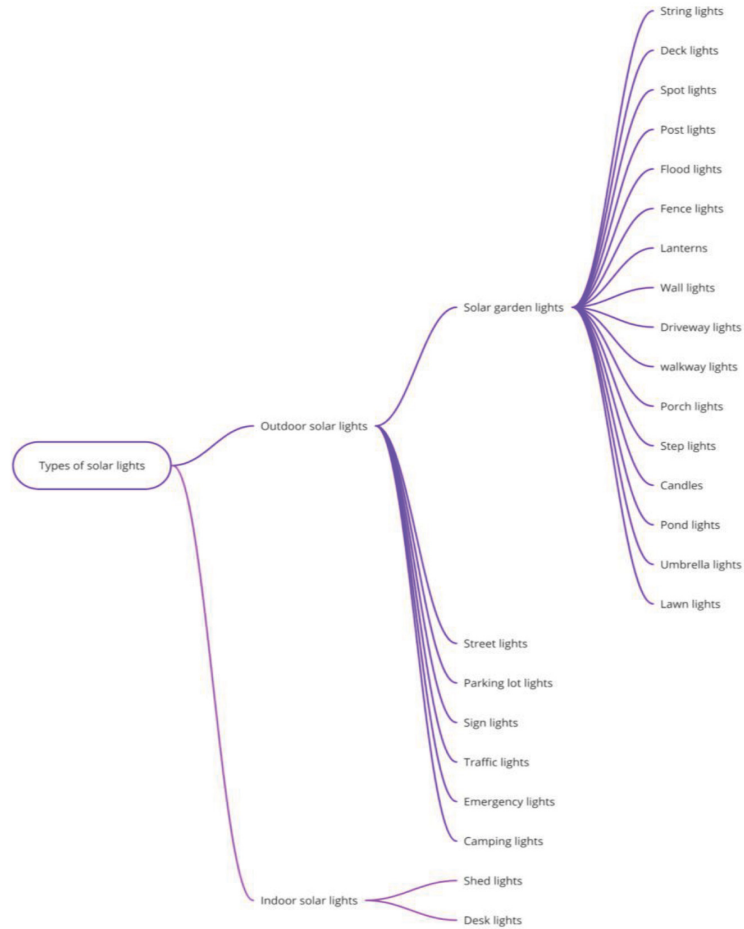 String lights
Deck lights
Spot lights
Post lights
Flood lights
Fence lights
Lanterns
Wall lights
Solar garden lights
Driveway lights
walkway lights
Porch lights
Outdoor solar lights
Step lights
Types of solar lights
Candles
Pond lights
Umbrella lights
Lawn lights
Street lights
Parking lot lights
Sign lights
Traffic lights
Emergency lights
Camping lights
Shed lights
Indoor solar lights
Desk lights